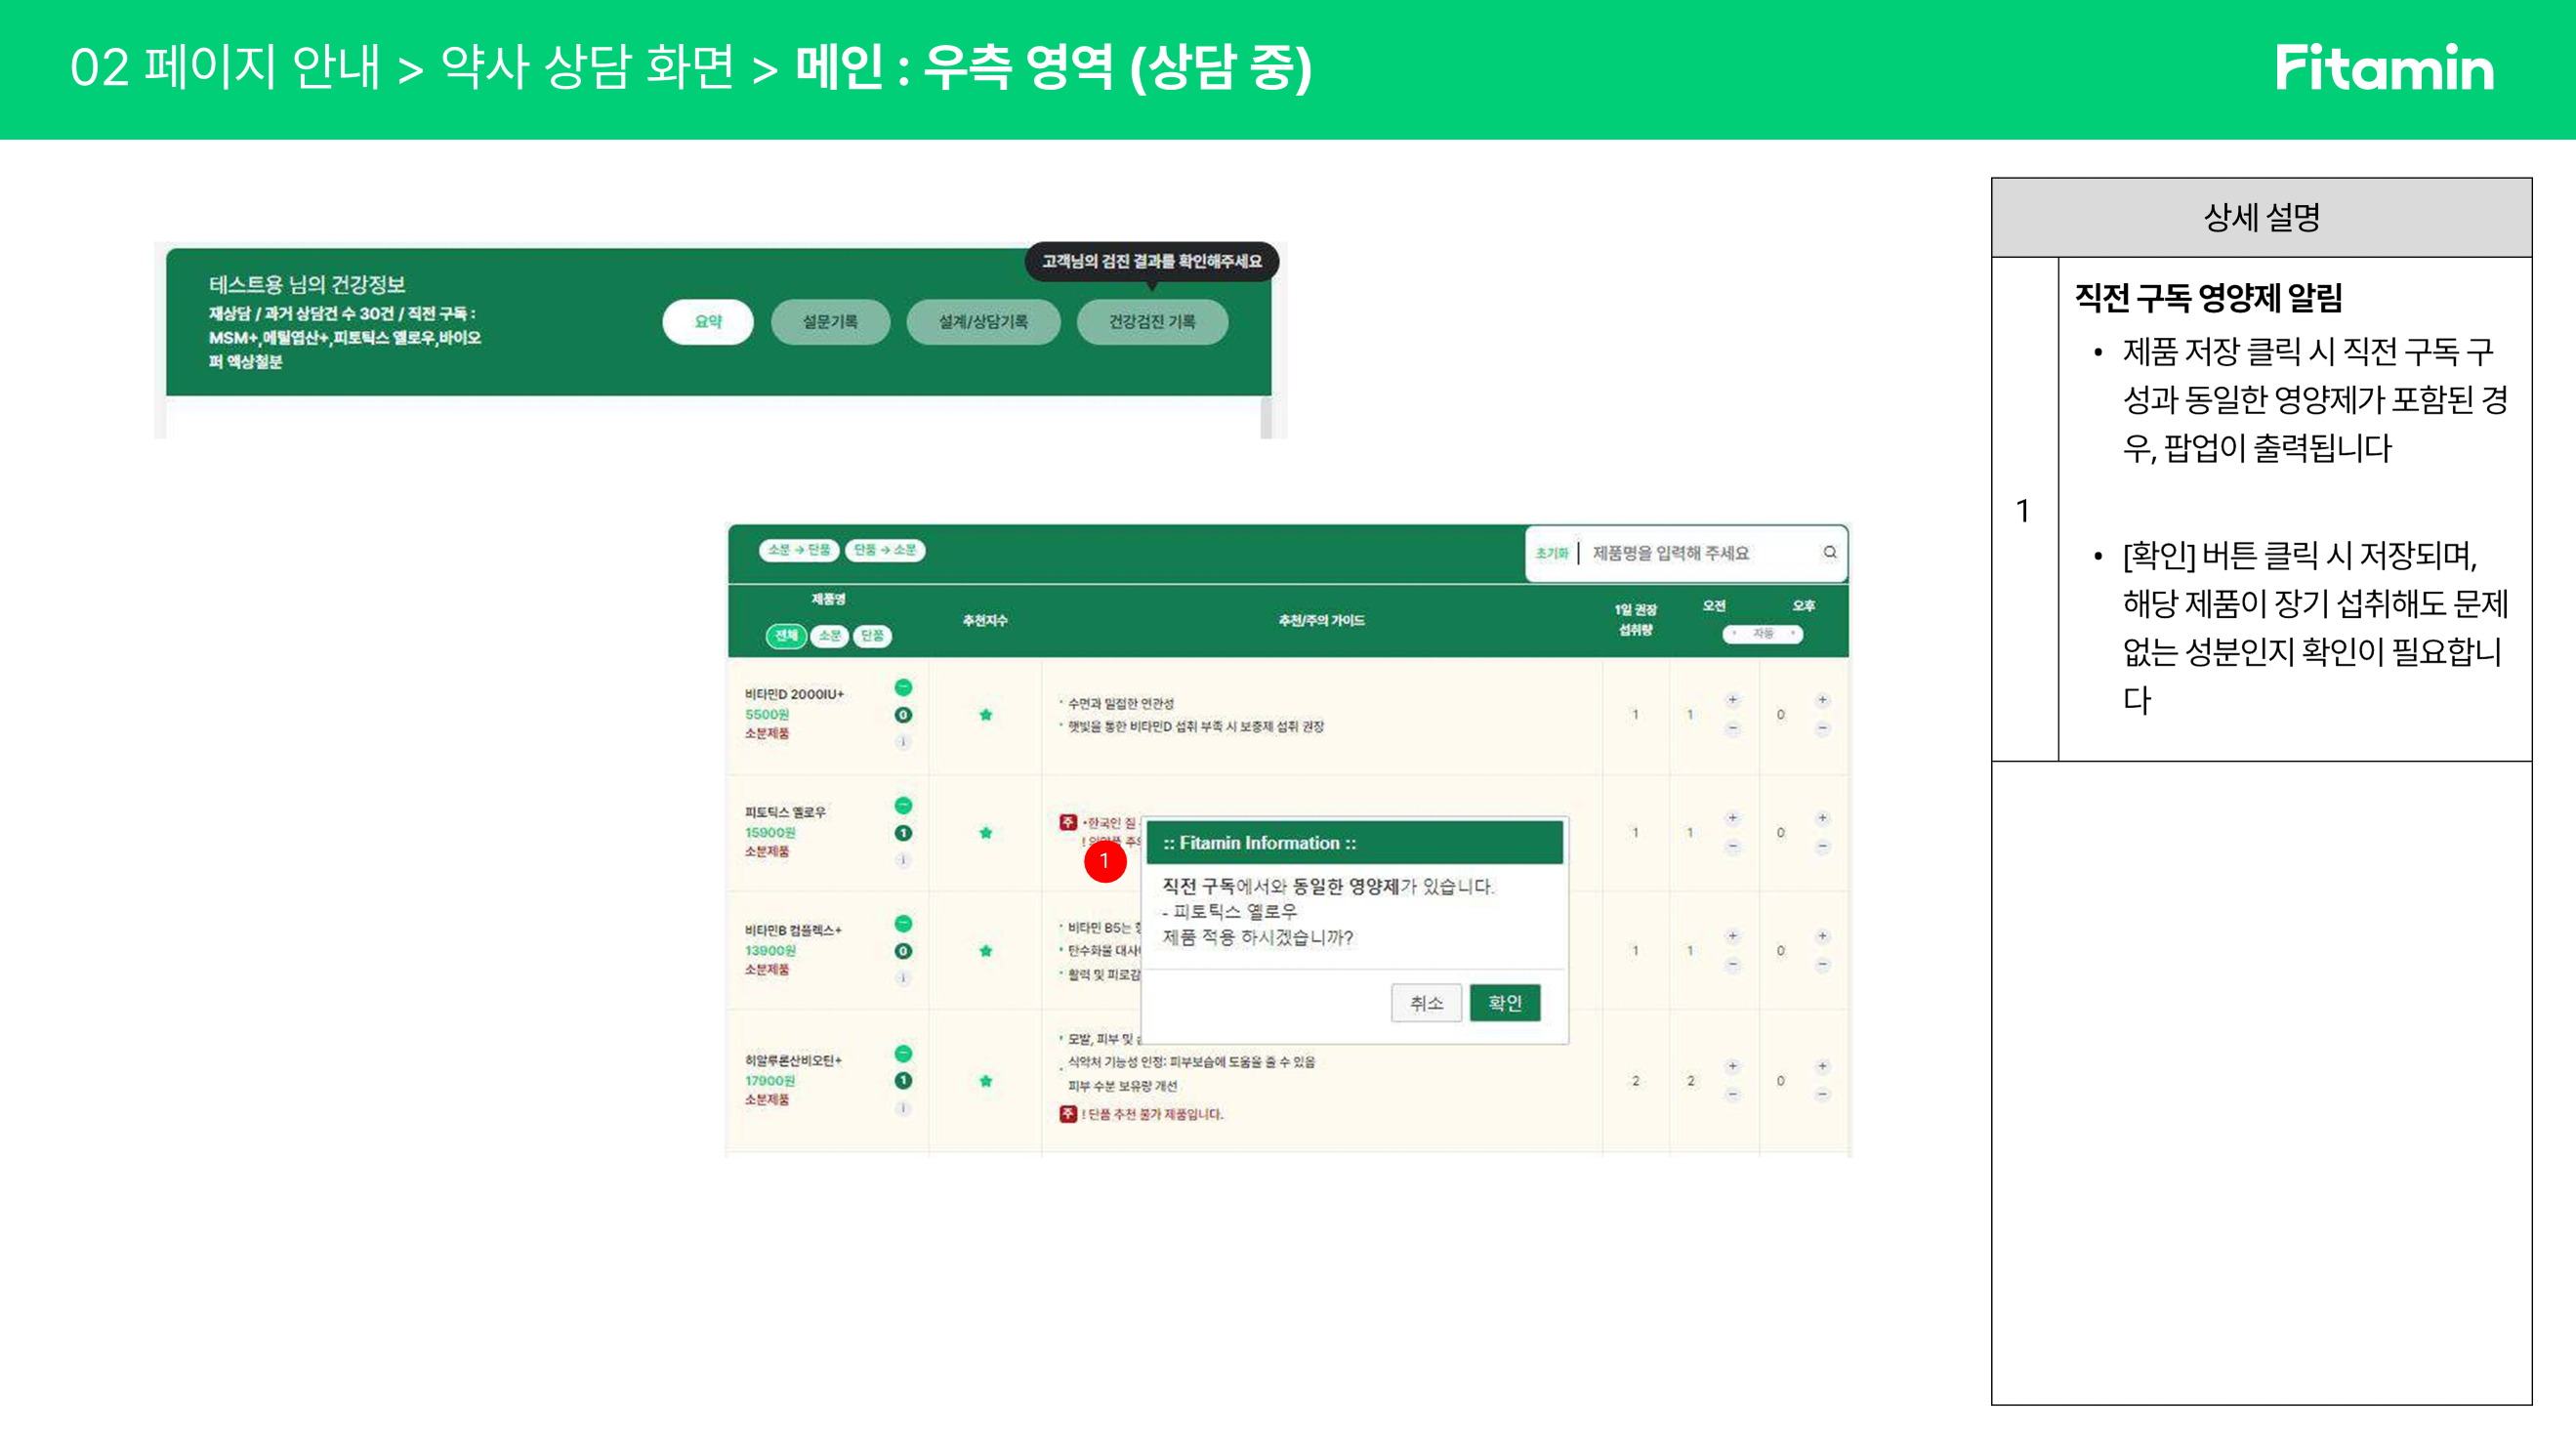 02 페이지 안내 > 약사 상담 화면 > 메인 : 우측 영역 (상담 중)
Fitamin
고객님의 검진 결과를 확인해주세요
테스트용 님의 건강정보
재상담 / 과거 상담건 수 30건 / 직전 구독 :
MSM+,메틸엽산+,피토틱스 옐로우,바이오
퍼 액상철분
요약
설문기록
설계/상담기록
건강검진 기록
소분 → 단품
단품 → 소분
초기화
제품명을 입력해 주세요
제품명
전체
소분
단품
추천지수
추천/주의 가이드
1일 권장
섭취량
오전
오후
자동
비타민D 2000IU+
5500원
소분제품
0
i
• 수면과 밀접한 연관성
• 햇빛을 통한 비타민D 섭취 부족 시 보충제 섭취 권장
1
1
+
−
0
+
−
피토틱스 옐로우
15900원
소분제품
1
i
주 •한국인 질
1
1
1
+
−
0
+
−
:: Fitamin Information ::
직전 구독에서와 동일한 영양제가 있습니다.
- 피토틱스 옐로우
제품 적용 하시겠습니까?
취소
확인
비타민B 컴플렉스+
13900원
소분제품
0
i
• 비타민 B5는
• 탄수화물 대사
• 활력 및 피로감
1
1
+
−
0
+
−
히알루론산비오틴+
17900원
소분제품
1
i
• 모발, 피부 및
• 식약처 기능성 인정: 피부보습에 도움을 줄 수 있음
피부 수분 보유량 개선
주 ! 단품 추천 불가 제품입니다.
2
2
+
−
0
+
−
상세 설명
1
직전 구독 영양제 알림
• 제품 저장 클릭 시 직전 구독 구
성과 동일한 영양제가 포함된 경
우, 팝업이 출력됩니다
• [확인] 버튼 클릭 시 저장되며,
해당 제품이 장기 섭취해도 문제
없는 성분인지 확인이 필요합니
다